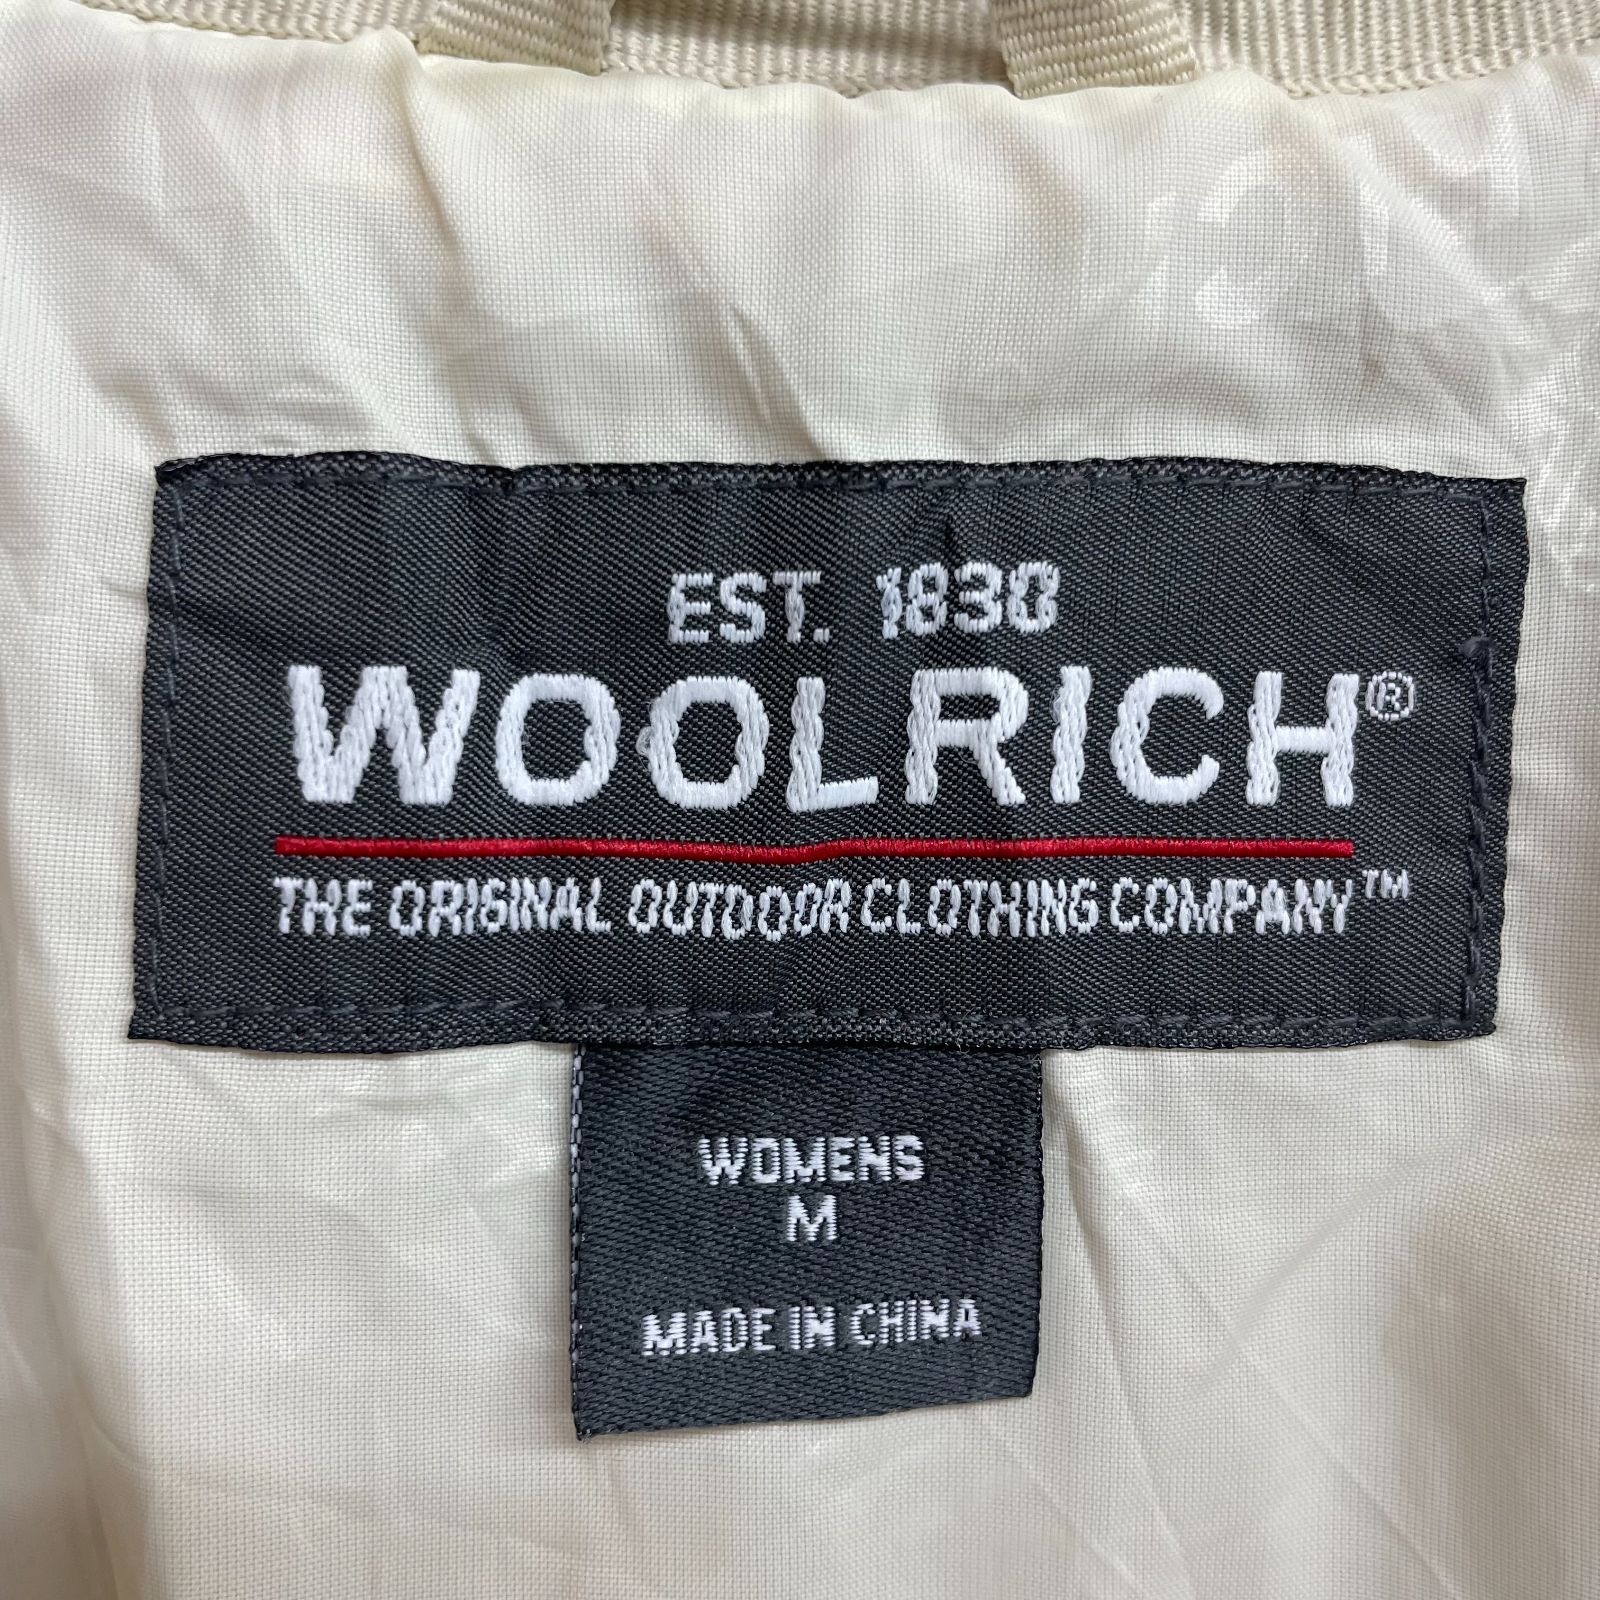 EST. 1830
WOOLRICH®
THE ORIGINAL OUTDOOR CLOTHING COMPANY™
WOMENS
M
MADE IN CHINA